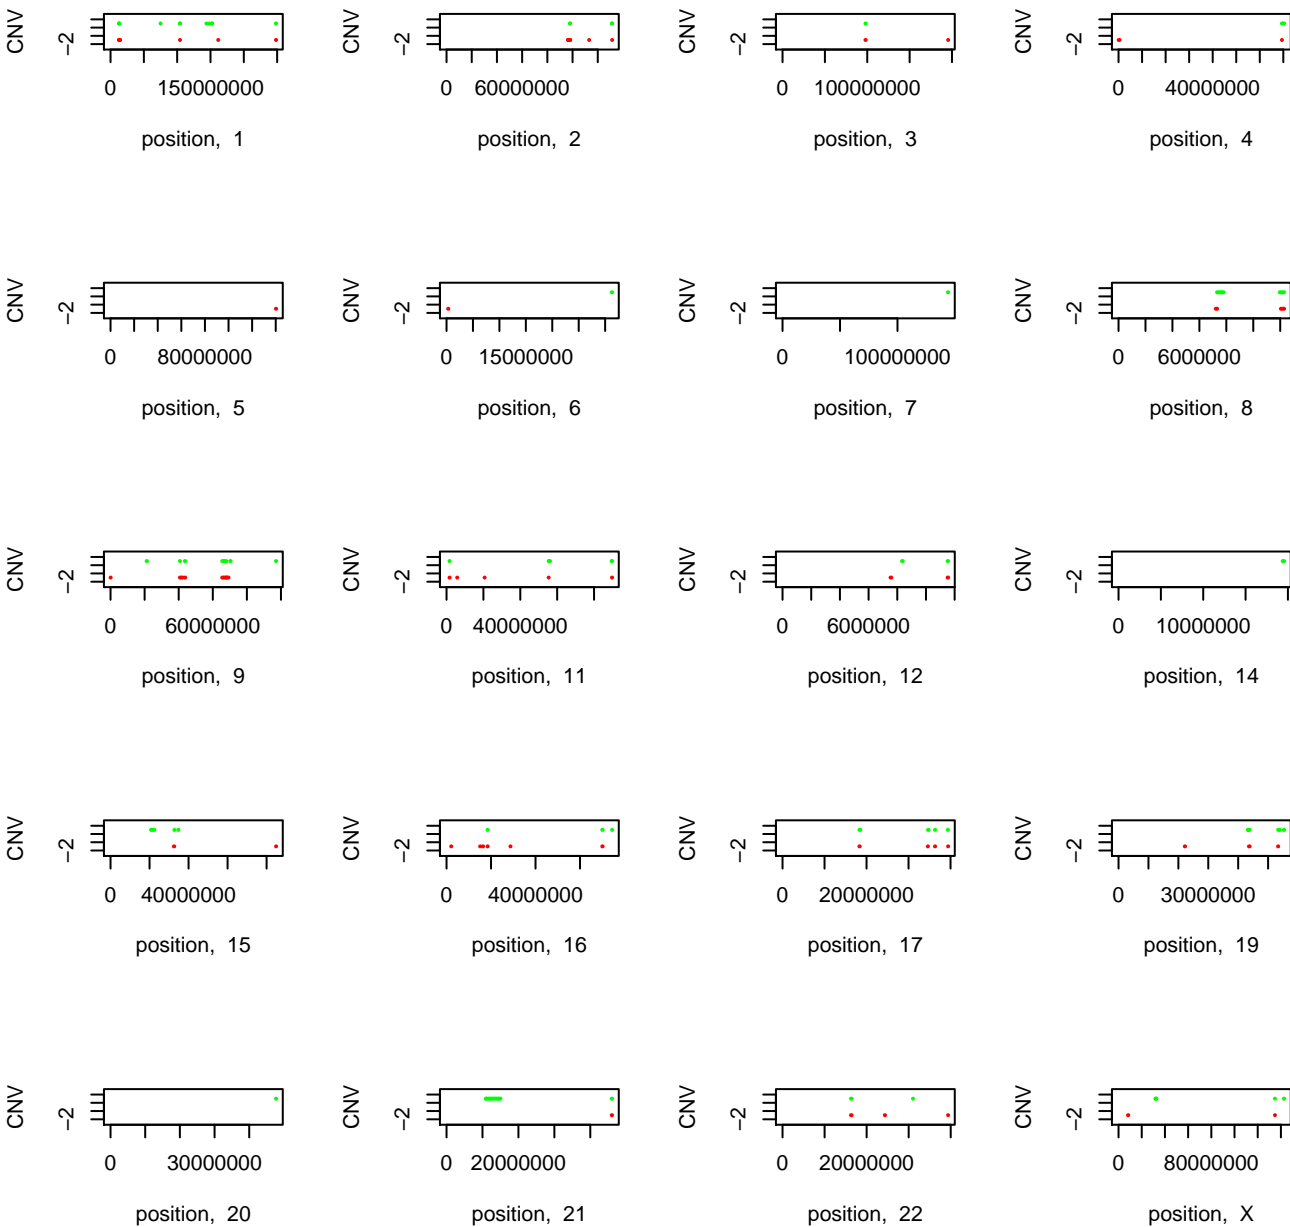 CNV -2 CNV -2 CNV -2 CNV -2
0 150000000 0 60000000 0 100000000 0 40000000
position, 1 position, 2 position, 3 position, 4
CNV -2 CNV -2 CNV -2 CNV -2
0 80000000 0 15000000 0 100000000 0 6000000
position, 5 position, 6 position, 7 position, 8
CNV -2 CNV -2 CNV -2 CNV -2
0 60000000 0 40000000 0 6000000 0 10000000
position, 9 position, 11 position, 12 position, 14
CNV -2 CNV -2 CNV -2 CNV -2
0 40000000 0 40000000 0 20000000 0 30000000
position, 15 position, 16 position, 17 position, 19
CNV -2 CNV -2 CNV -2 CNV -2
0 30000000 0 20000000 0 20000000 0 80000000
position, 20 position, 21 position, 22 position, X